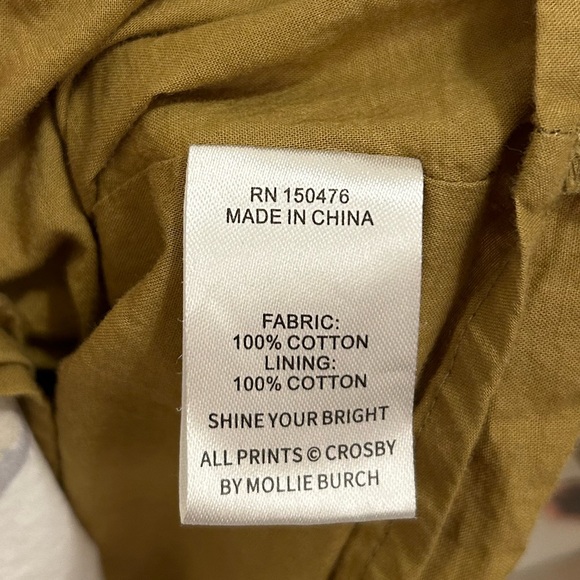 RN 150476
MADE IN CHINA
FABRIC:
100% COTTON
LINING:
100% COTTON
SHINE YOUR BRIGHT
ALL PRINTS © CROSBY
BY MOLLIE BURCH